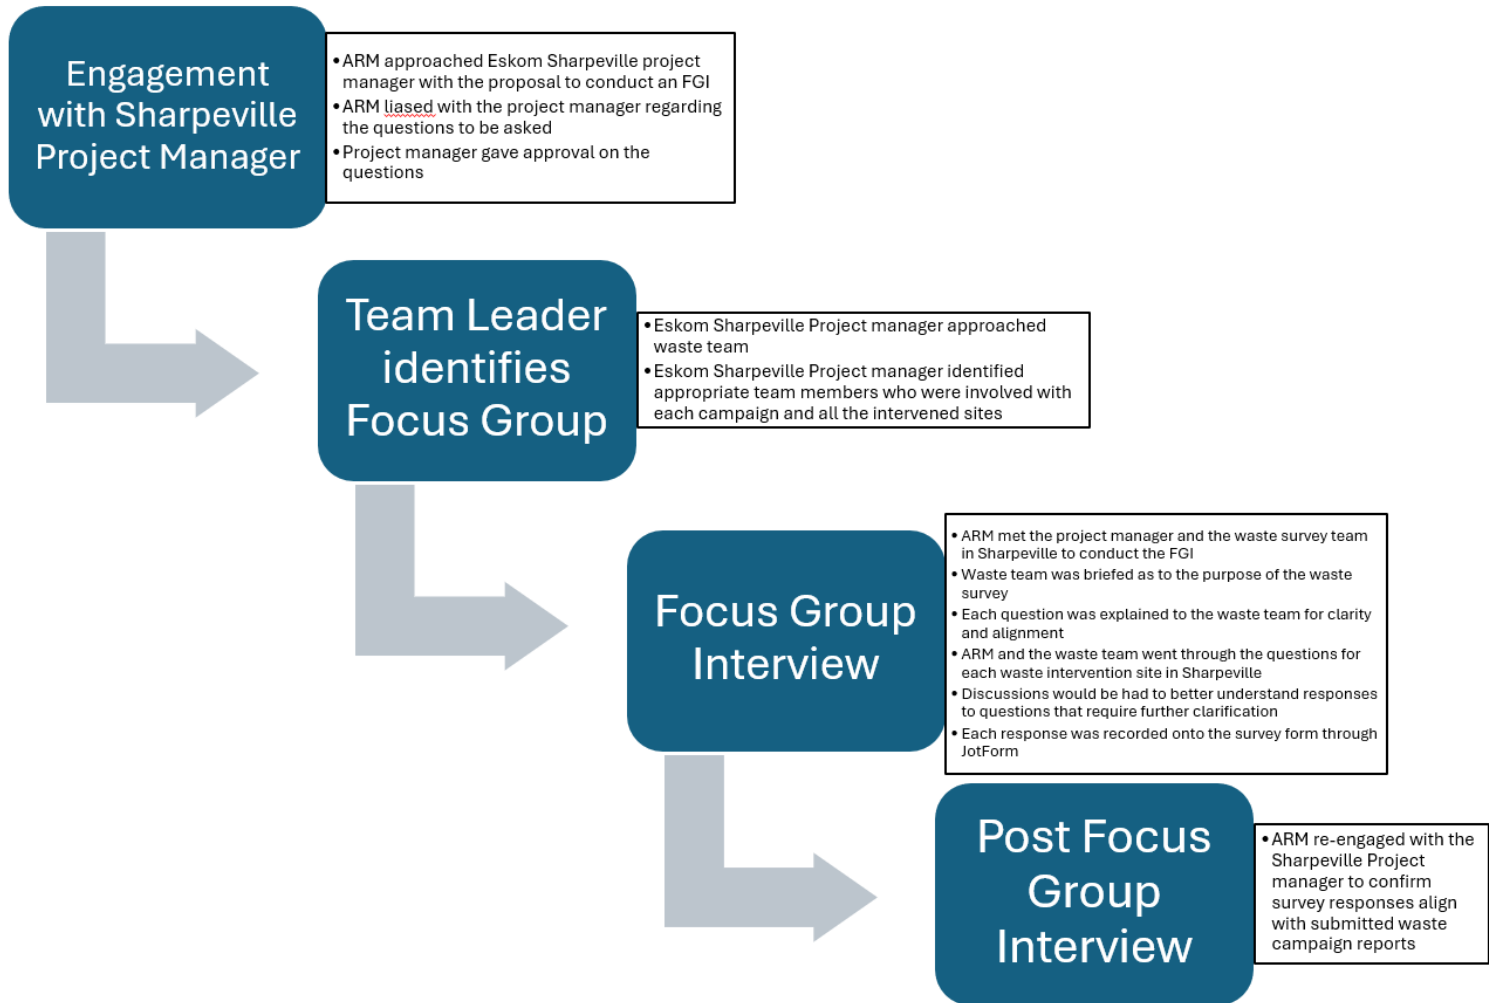 Engagement
with Sharpeville
Project Manager
•ARM approached Eskom Sharpeville project
manager with the proposal to conduct an FGI
•ARM liased with the project manager regarding
the questions to be asked
•Project manager gave approval on the
questions
Team Leader
identifies
Focus Group
•Eskom Sharpeville Project manager approached
waste team
•Eskom Sharpeville Project manager identified
appropriate team members who were involved with
each campaign and all the intervened sites
Focus Group
Interview
• ARM met the project manager and the waste survey team
in Sharpeville to conduct the FGI
• Waste team was briefed as to the purpose of the waste
survey
• Each question was explained to the waste team for clarity
and alignment
• ARM and the waste team went through the questions for
each waste intervention site in Sharpeville
• Discussions would be had to better understand responses
to questions that require further clarification
• Each response was recorded onto the survey form through
JotForm
Post Focus
Group
Interview
•ARM re-engaged with the
Sharpeville Project
manager to confirm
survey responses align
with submitted waste
campaign reports